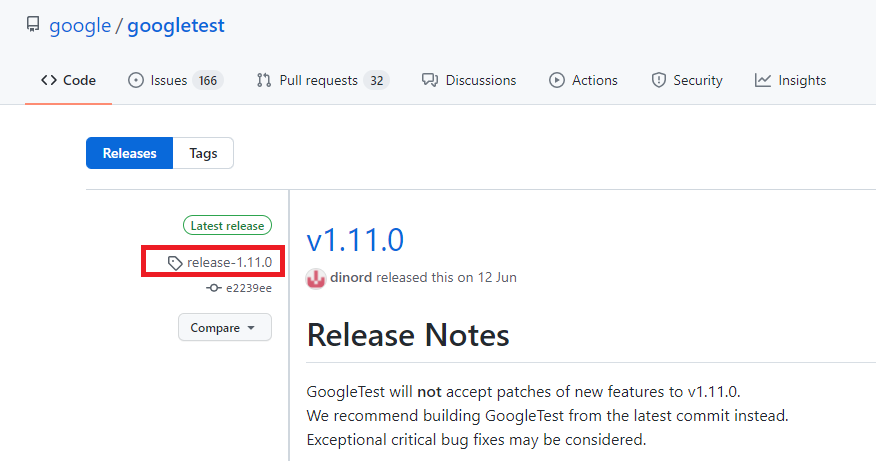 google / googletest
Code Issues 166 Pull requests 32 Discussions Actions Security Insights
Releases Tags
Latest release
release-1.11.0
e2239ee
Compare
v1.11.0
dinord released this on 12 Jun
Release Notes
GoogleTest will not accept patches of new features to v1.11.0.
We recommend building GoogleTest from the latest commit instead.
Exceptional critical bug fixes may be considered.